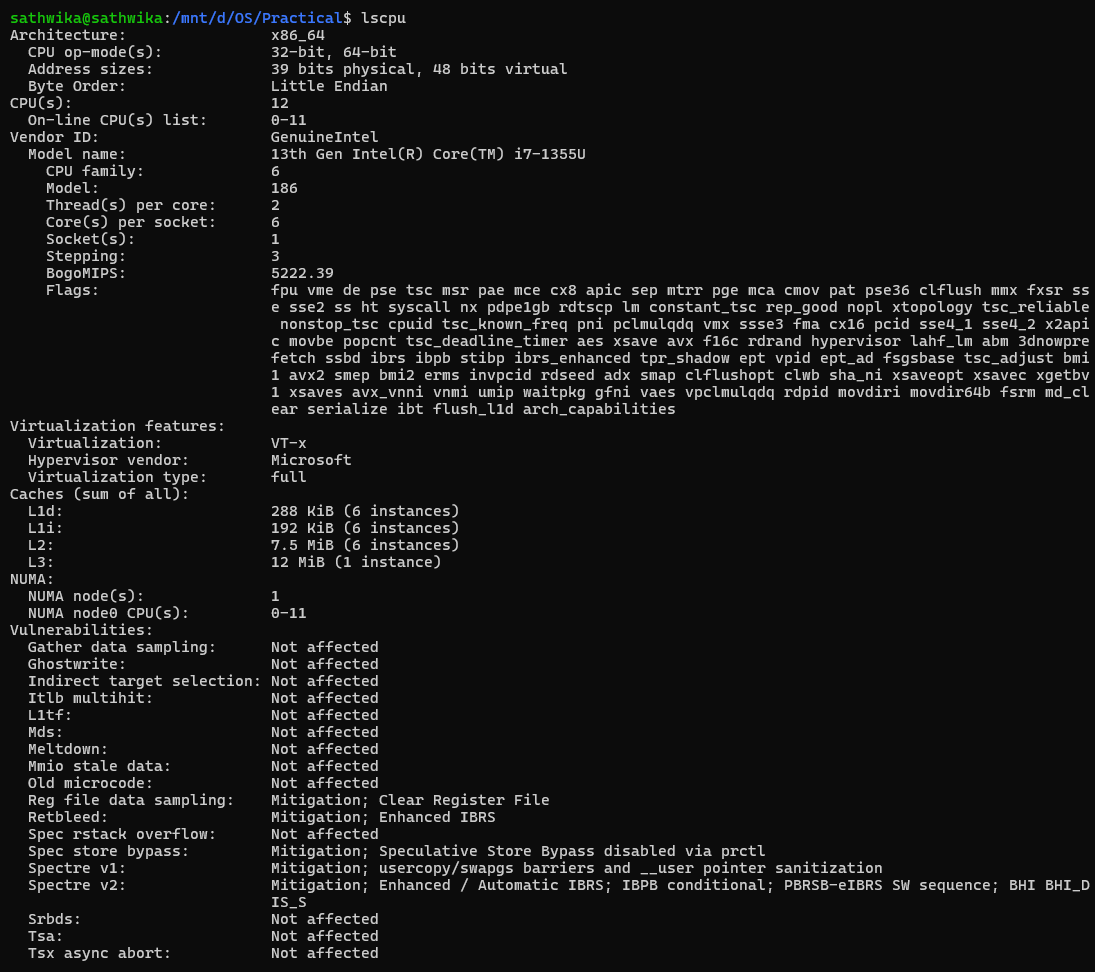 sathwika@sathwika:/mnt/d/OS/Practical$ lscpu
Architecture:                x86_64
  CPU op-mode(s):            32-bit, 64-bit
  Address sizes:             39 bits physical, 48 bits virtual
  Byte Order:                Little Endian
CPU(s):                      12
  On-line CPU(s) list:       0-11
Vendor ID:                   GenuineIntel
  Model name:                13th Gen Intel(R) Core(TM) i7-1355U
    CPU family:              6
    Model:                   186
    Thread(s) per core:      2
    Core(s) per socket:      6
    Socket(s):               1
    Stepping:                3
    BogoMIPS:                5222.39
    Flags:                   fpu vme de pse tsc msr pae mce cx8 apic sep mtrr pge mca cmov pat pse36 clflush mmx fxsr ss
                             e sse2 ss ht syscall nx pdpe1gb rdtscp lm constant_tsc rep_good nopl xtopology tsc_reliable
                              nonstop_tsc cpuid tsc_known_freq pni pclmulqdq vmx ssse3 fma cx16 pcid sse4_1 sse4_2 x2api
                             c movbe popcnt tsc_deadline_timer aes xsave avx f16c rdrand hypervisor lahf_lm abm 3dnowpre
                             fetch ssbd ibrs ibpb stibp ibrs_enhanced tpr_shadow ept vpid ept_ad fsgsbase tsc_adjust bmi
                             1 avx2 smep bmi2 erms invpcid rdseed adx smap clflushopt clwb sha_ni xsaveopt xsavec xgetbv
                             1 xsaves avx_vnni vnmi umip waitpkg gfni vaes vpclmulqdq rdpid movdiri movdir64b fsrm md_cl
                             ear serialize ibt flush_l1d arch_capabilities
Virtualization features:
  Virtualization:            VT-x
  Hypervisor vendor:         Microsoft
  Virtualization type:       full
Caches (sum of all):
  L1d:                       288 KiB (6 instances)
  L1i:                       192 KiB (6 instances)
  L2:                        7.5 MiB (6 instances)
  L3:                        12 MiB (1 instance)
NUMA:
  NUMA node(s):              1
  NUMA node0 CPU(s):         0-11
Vulnerabilities:
  Gather data sampling:      Not affected
  Ghostwrite:                Not affected
  Indirect target selection: Not affected
  Itlb multihit:             Not affected
  L1tf:                      Not affected
  Mds:                       Not affected
  Meltdown:                  Not affected
  Mmio stale data:           Not affected
  Old microcode:             Not affected
  Reg file data sampling:    Mitigation; Clear Register File
  Retbleed:                  Mitigation; Enhanced IBRS
  Spec rstack overflow:      Not affected
  Spec store bypass:         Mitigation; Speculative Store Bypass disabled via prctl
  Spectre v1:                Mitigation; usercopy/swapgs barriers and __user pointer sanitization
  Spectre v2:                Mitigation; Enhanced / Automatic IBRS; IBPB conditional; PBRSB-eIBRS SW sequence; BHI BHI_D
                             IS_S
  Srbds:                     Not affected
  Tsa:                       Not affected
  Tsx async abort:           Not affected